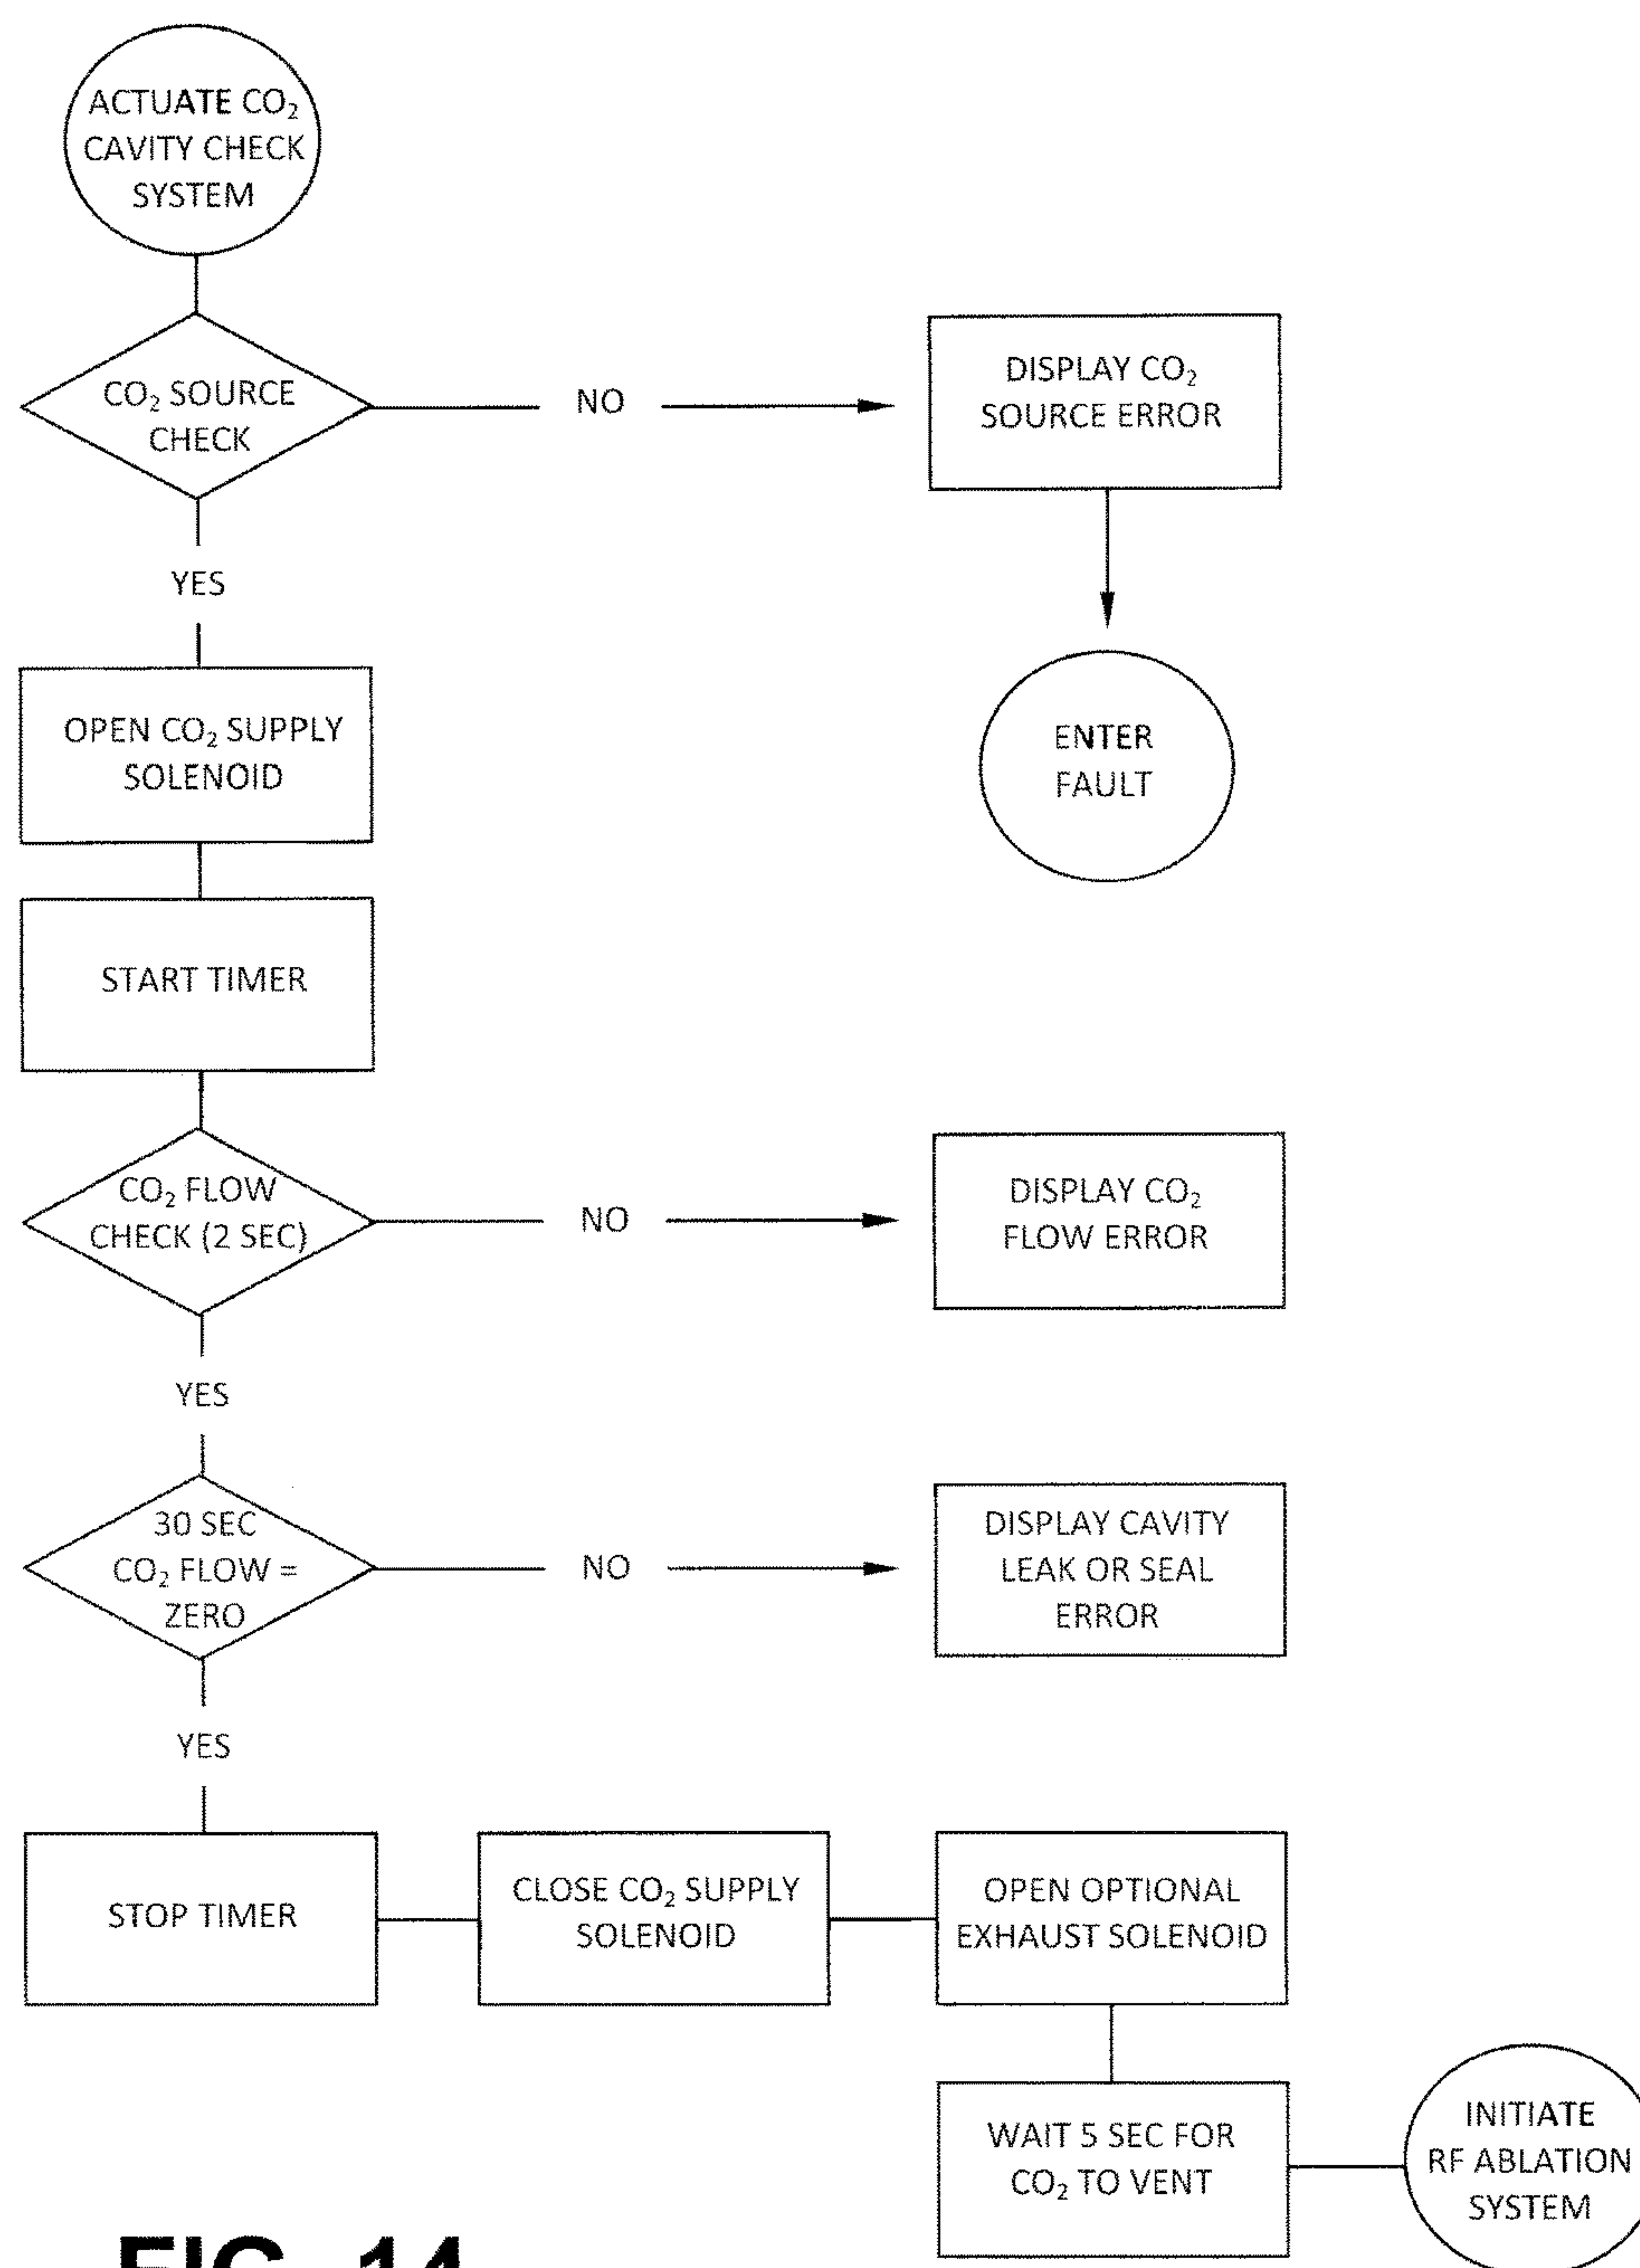 ACTUATE CO₂
CAVITY CHECK
SYSTEM
CO₂ SOURCE
CHECK
NO
DISPLAY CO₂
SOURCE ERROR
YES
ENTER
FAULT
OPEN CO₂ SUPPLY
SOLENOID
START TIMER
CO₂ FLOW
CHECK (2 SEC)
NO
DISPLAY CO₂
FLOW ERROR
YES
30 SEC
CO₂ FLOW =
ZERO
NO
DISPLAY CAVITY
LEAK OR SEAL
ERROR
YES
STOP TIMER
CLOSE CO₂ SUPPLY
SOLENOID
OPEN OPTIONAL
EXHAUST SOLENOID
WAIT 5 SEC FOR
CO₂ TO VENT
INITIATE
RF ABLATION
SYSTEM
FIG. 14